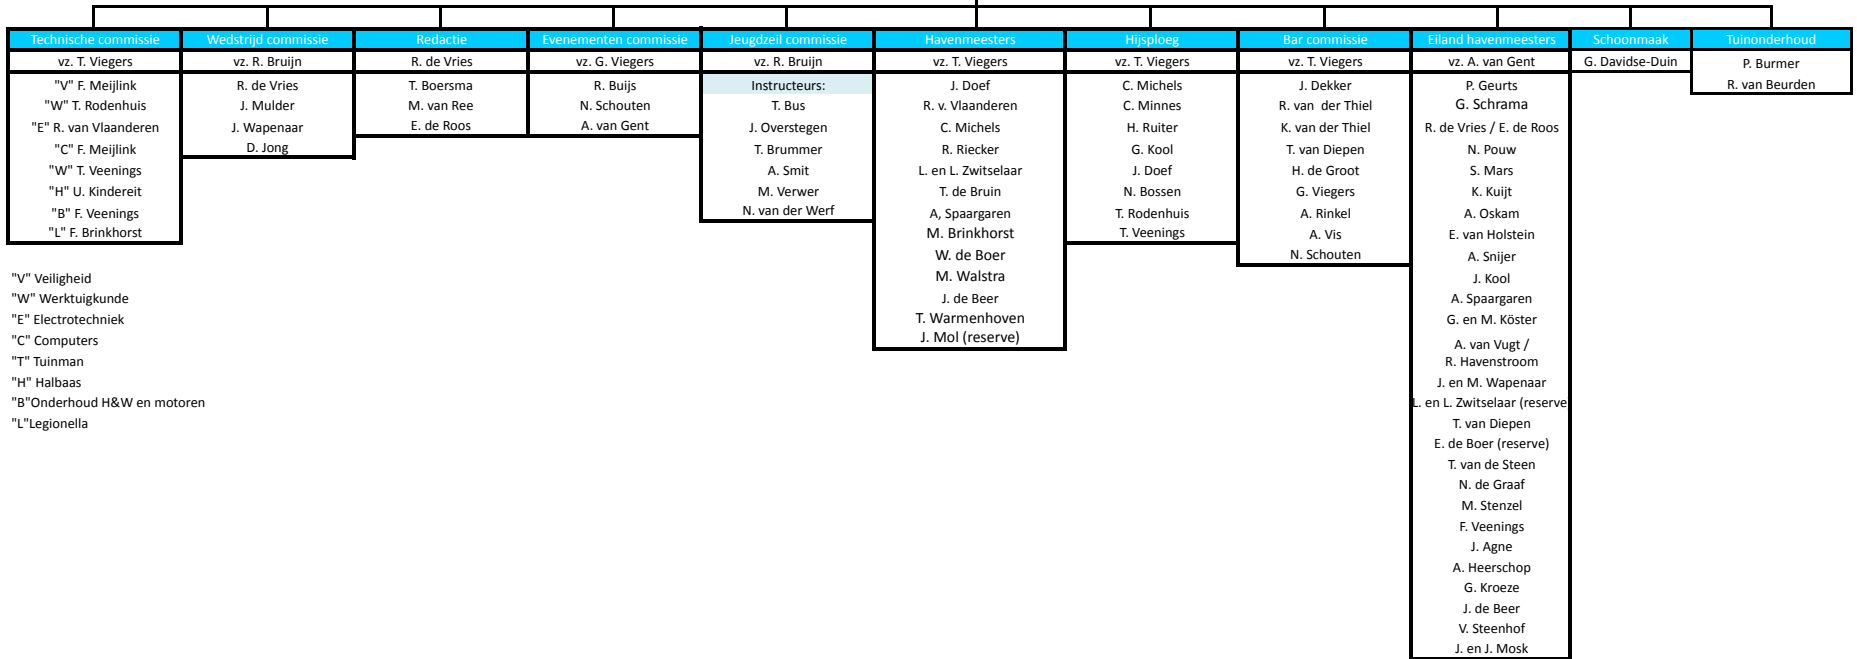 Technische commissie
vz. T. Viegers
"V" F. Meijlink
"W" T. Rodenhuis
"E" R. van Vlaanderen
"C" F. Meijlink
"W" T. Veenings
"H" U. Kindereit
"B" F. Veenings
"L" F. Brinkhorst
"V" Veiligheid
"W" Werktuigkunde
"E" Electrotechniek
"C" Computers
"T" Tuinman
"H" Halbaas
"B"Onderhoud H&W en motoren
"L"Legionella
Wedstrijd commissie
vz. R. Bruijn
R. de Vries
J. Mulder
J. Wapenaar
D. Jong
Redactie
R. de Vries
T. Boersma
M. van Ree
E. de Roos
Evenementen commissie
vz. G. Viegers
R. Buijs
N. Schouten
A. van Gent
Jeugdzeil commissie
vz. R. Bruijn
Instructeurs:
T. Bus
J. Overstegen
T. Brummer
A. Smit
M. Verwer
N. van der Werf
Havenmeesters
vz. T. Viegers
J. Doef
R. v. Vlaanderen
C. Michels
R. Riecker
L. en L. Zwitselaar
T. de Bruin
A, Spaargaren
M. Brinkhorst
W. de Boer
M. Walstra
J. de Beer
T. Warmenhoven
J. Mol (reserve)
Hijsploeg
vz. T. Viegers
C. Michels
C. Minnes
H. Ruiter
G. Kool
J. Doef
N. Bossen
T. Rodenhuis
T. Veenings
Bar commissie
vz. T. Viegers
J. Dekker
R. van  der Thiel
K. van der Thiel
T. van Diepen
H. de Groot
G. Viegers
A. Rinkel
A. Vis
N. Schouten
Eiland havenmeesters
vz. A. van Gent
P. Geurts
G. Schrama
R. de Vries / E. de Roos
N. Pouw
S. Mars
K. Kuijt
A. Oskam
E. van Holstein
A. Snijer
J. Kool
A. Spaargaren
G. en M. Köster
A. van Vugt /
R. Havenstroom
J. en M. Wapenaar
L. en L. Zwitselaar (reserve
T. van Diepen
E. de Boer (reserve)
T. van de Steen
N. de Graaf
M. Stenzel
F. Veenings
J. Agne
A. Heerschop
G. Kroeze
J. de Beer
V. Steenhof
J. en J. Mosk
Schoonmaak
G. Davidse-Duin
Tuinonderhoud
P. Burmer
R. van Beurden